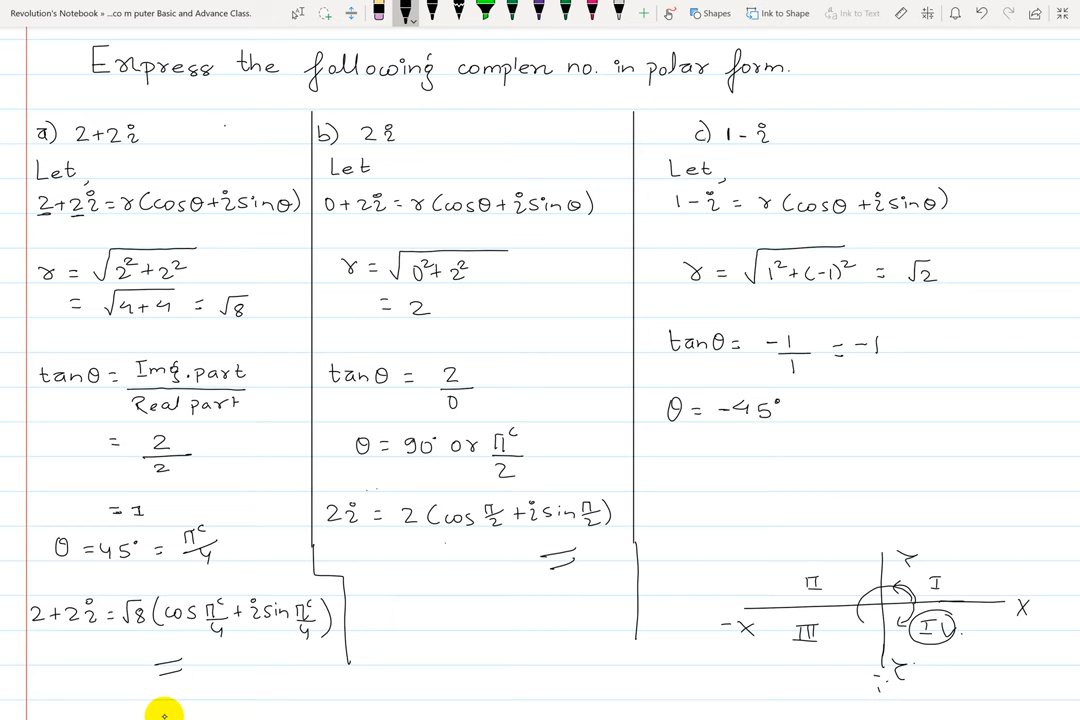 Revolution's Notebook » ...co m puter Basic and Advance Class.
Shapes
Ink to Shape
Ink to Text
Express the following complex no. in polar form.
a) 2+2i
Let,
2+2i = r(cosθ+isinθ)
r = √2²+2²
= √4+4 = √8
tanθ = Img.part / Real part
= 2/2
= 1
θ = 45° = π^c/4
2+2i = √8 (cos π^c/4 + i sin π^c/4)
b) 2i
Let
0+2i = r(cosθ+isinθ)
r = √0²+2²
= 2
tanθ = 2/0
θ = 90° or π^c/2
2i = 2 (cos π/2 + i sin π/2)
c) 1-i
Let,
1-i = r(cosθ+isinθ)
r = √1²+(-1)² = √2
tanθ = -1/1 = -1
θ = -45°
Y
II I
-X X
III IV
-Y